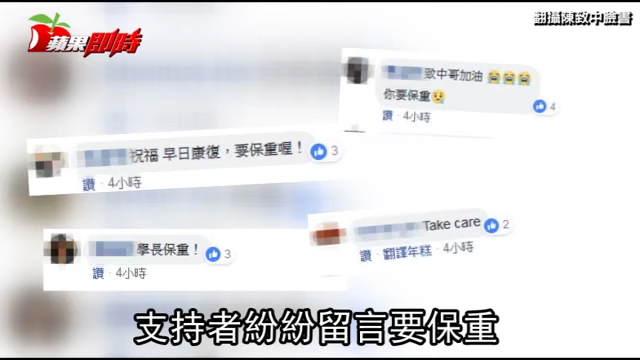 蘋果即時
翻攝陳致中臉書
致中哥加油 😭😭😭
你要保重😢
4
讚 · 4小時
祝福 早日康復，要保重喔！
3
讚 · 4小時
學長保重！
3
讚 · 4小時
Take care
2
讚 · 翻譯年糕 · 4小時
支持者紛紛留言要保重